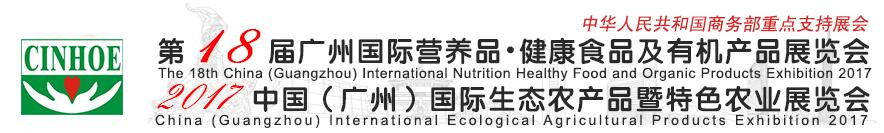 CINHOE
中华人民共和国商务部重点支持展会
第18届广州国际营养品·健康食品及有机产品展览会
The 18th China (Guangzhou) International Nutrition Healthy Food and Organic Products Exhibition 2017
2017中国（广州）国际生态农产品暨特色农业展览会
China (Guangzhou) International Ecological Agricultural Products Exhibition 2017